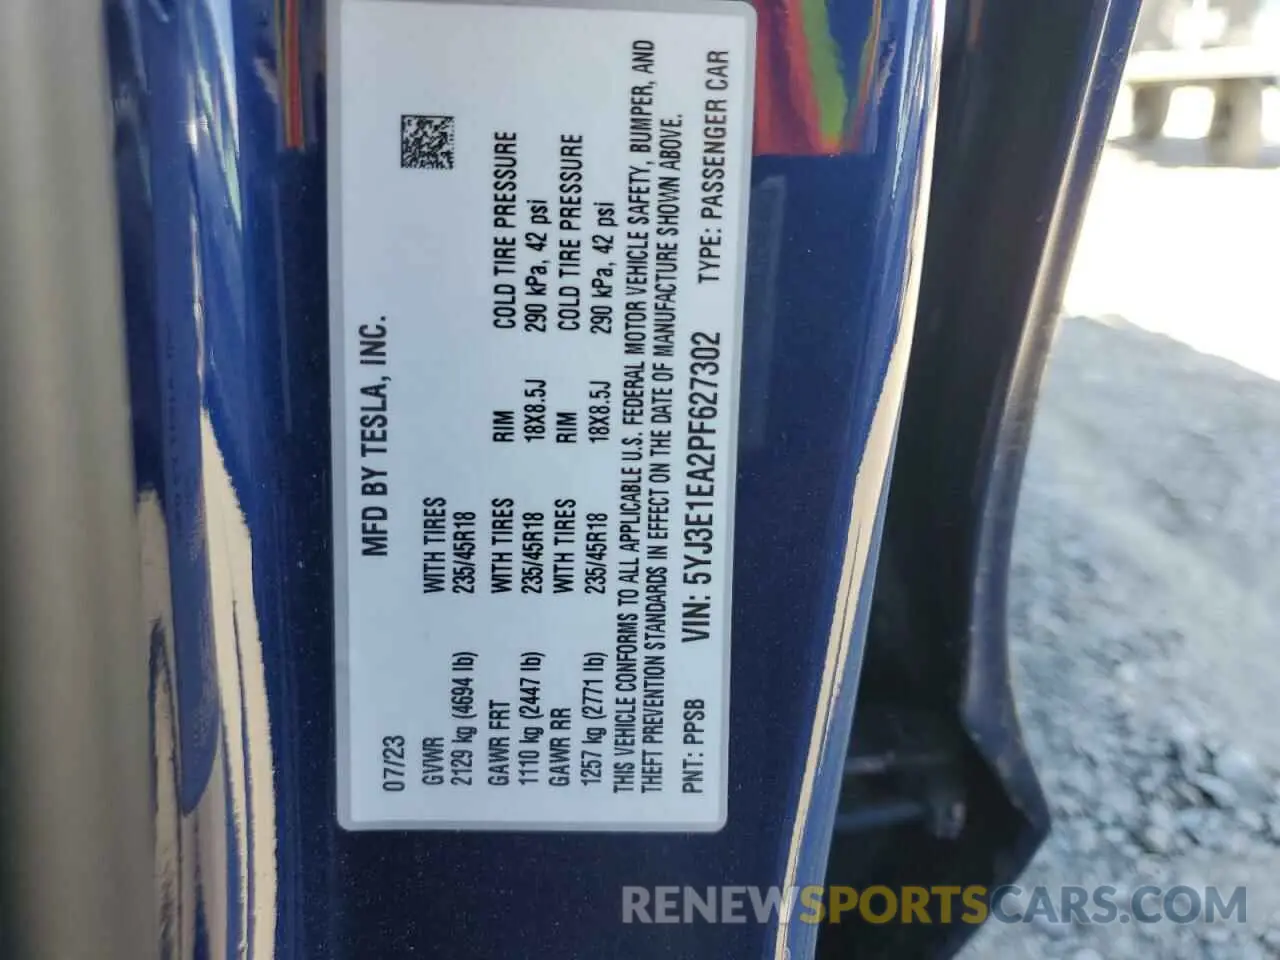 MFD BY TESLA, INC.
07/23
GVWR WITH TIRES
2129 kg (4694 lb) 235/45R18
GAWR FRT WITH TIRES RIM COLD TIRE PRESSURE
1110 kg (2447 lb) 235/45R18 18X8.5J 290 kPa, 42 psi
GAWR RR WITH TIRES RIM COLD TIRE PRESSURE
1257 kg (2771 lb) 235/45R18 18X8.5J 290 kPa, 42 psi
THIS VEHICLE CONFORMS TO ALL APPLICABLE U.S. FEDERAL MOTOR VEHICLE SAFETY, BUMPER, AND
THEFT PREVENTION STANDARDS IN EFFECT ON THE DATE OF MANUFACTURE SHOWN ABOVE.
PNT: PPSB VIN: 5YJ3E1EA2PF627302 TYPE: PASSENGER CAR
RENEWSPORTSCARS.COM